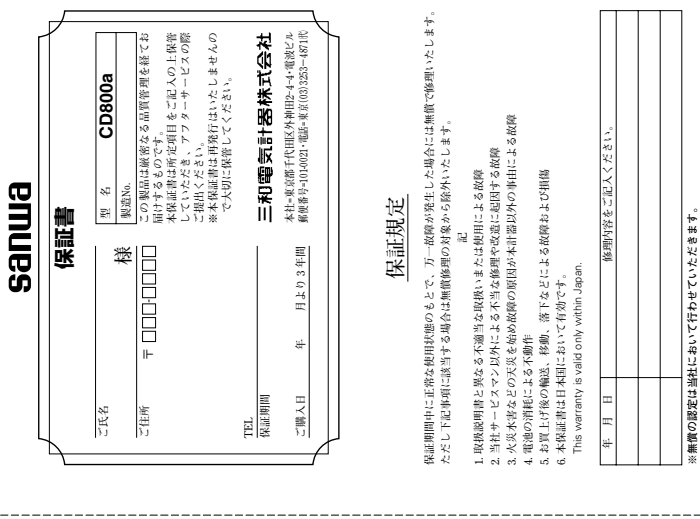 sanwa
保証書
ご氏名
様
型 名 CD800a
製造No.
ご住所
〒 □□□-□□□□
TEL
保証期間
ご購入日 年 月より 3 年間
この製品は厳密なる品質管理を経てお
届けするものです。
本保証書は所定項目をご記入の上保管
していただき、アフターサービスの際
ご提出ください。
※本保証書は再発行はいたしませんの
で大切に保管してください。
三和電気計器株式会社
本社=東京都千代田区外神田2-4-4・電波ビル
郵便番号=101-0021・電話=東京(03)3253-4871㈹
保証規定
保証期間中に正常な使用状態のもとで、万一故障が発生した場合には無償で修理いたします。
ただし下記事項に該当する場合は無償修理の対象から除外いたします。
記
1. 取扱説明書と異なる不適当な取扱いまたは使用による故障
2. 当社サービスマン以外による不当な修理や改造に起因する故障
3. 火災水害などの天災を始め故障の原因が本計器以外の事由による故障
4. 電池の消耗による不動作
5. お買上げ後の輸送、移動、落下などによる故障および損傷
6. 本保証書は日本国において有効です。
This warranty is valid only within Japan.
年 月 日 修理内容をご記入ください。
※無償の認定は当社において行わせていただきます。